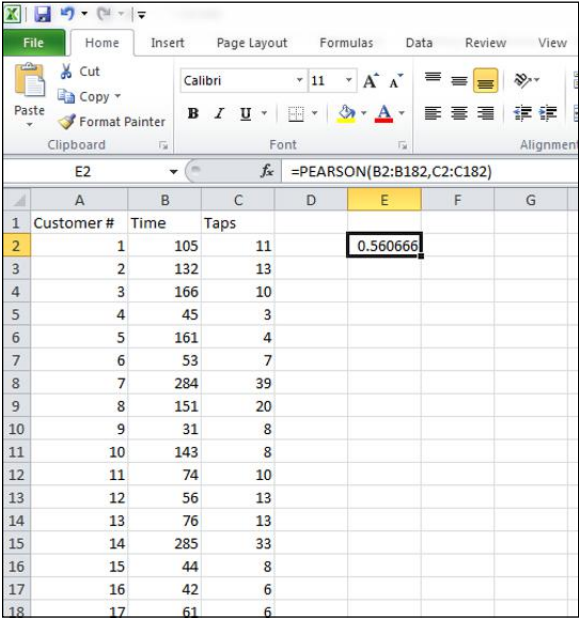 File Home Insert Page Layout Formulas Data Review View
Cut
Copy
Format Painter
Paste
Calibri 11
B I U A
Clipboard Font Alignment
E2 fx =PEARSON(B2:B182,C2:C182)
A B C D E F G
1 Customer # Time Taps
2 1 105 11 0.560666
3 2 132 13
4 3 166 10
5 4 45 3
6 5 161 4
7 6 53 7
8 7 284 39
9 8 151 20
10 9 31 8
11 10 143 8
12 11 74 10
13 12 56 13
14 13 76 13
15 14 285 33
16 15 44 8
17 16 42 6
18 17 61 6